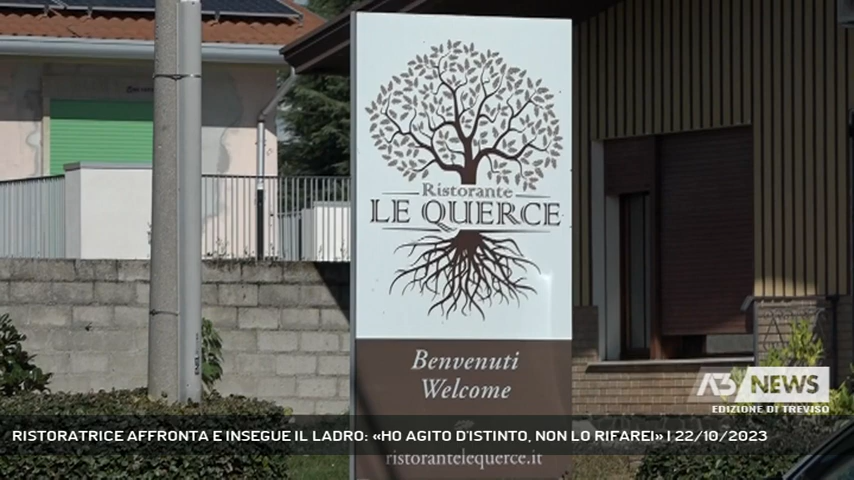 Ristorante
LE QUERCE
Benvenuti
Welcome
A3 NEWS
EDIZIONE DI TREVISO
RISTORATRICE AFFRONTA E INSEGUE IL LADRO: «HO AGITO D'ISTINTO, NON LO RIFAREI» | 22/10/2023
ristorantelequerce.it